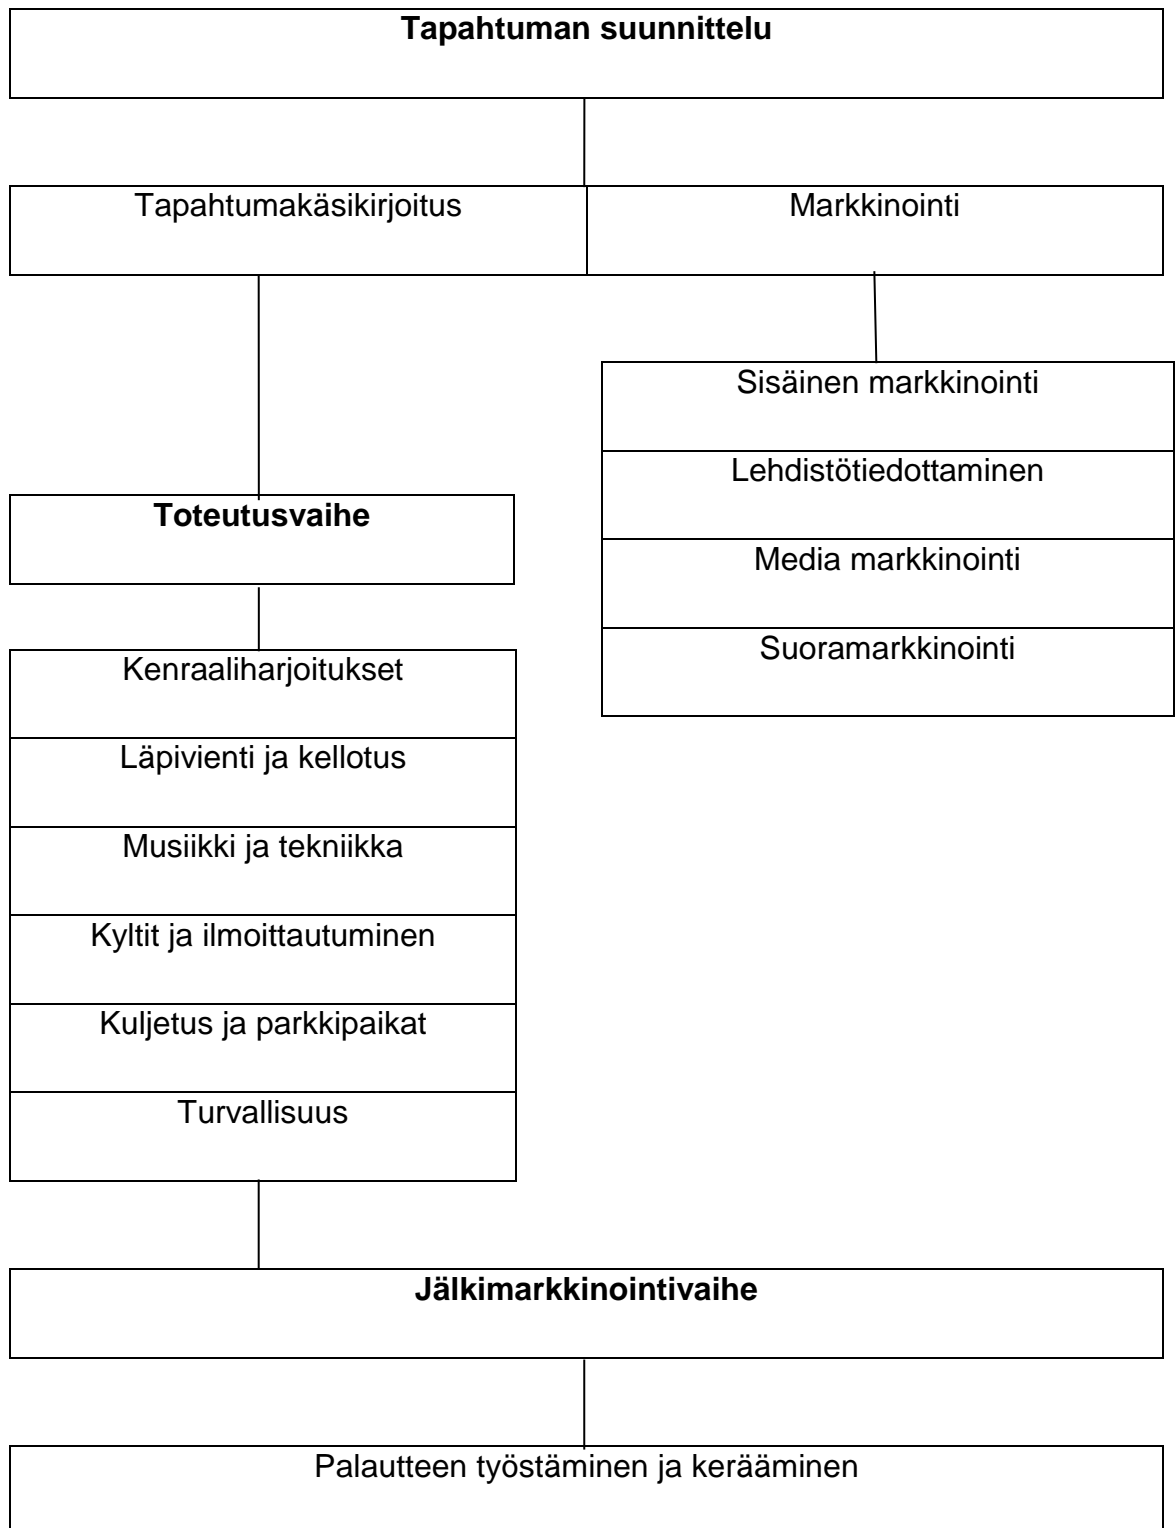 Tapahtuman suunnittelu
Tapahtumakäsikirjoitus
Markkinointi
Sisäinen markkinointi
Lehdistötiedottaminen
Media markkinointi
Suoramarkkinointi
Toteutusvaihe
Kenraaliharjoitukset
Läpivienti ja kellotus
Musiikki ja tekniikka
Kyltit ja ilmoittautuminen
Kuljetus ja parkkipaikat
Turvallisuus
Jälkimarkkinointivaihe
Palautteen työstäminen ja kerääminen